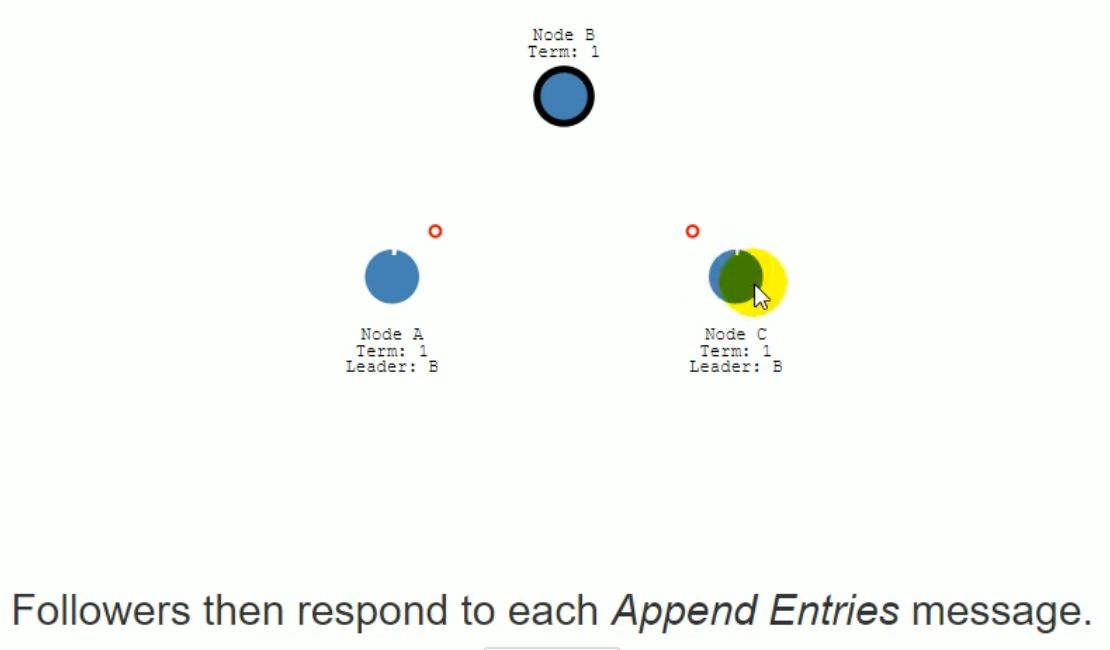 Node B
Term: 1
Node A
Term: 1
Leader: B
Node C
Term: 1
Leader: B
Followers then respond to each Append Entries message.